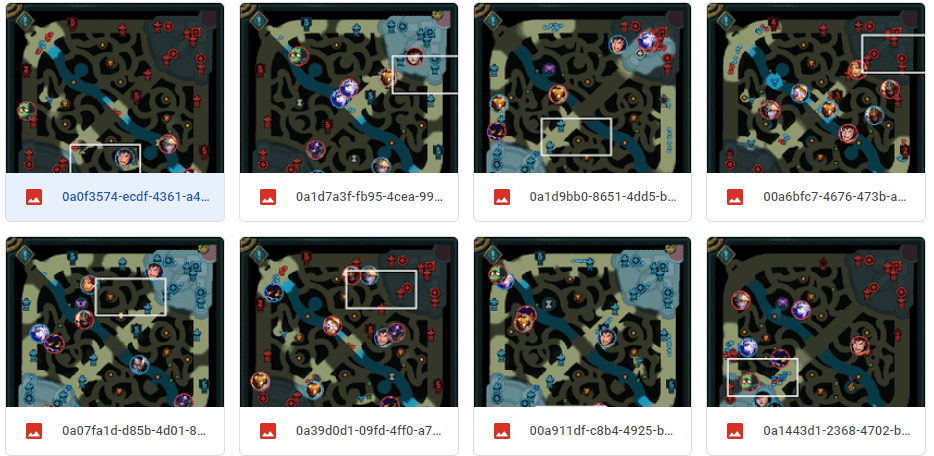 0a0f3574-ecdf-4361-a4...
0a1d7a3f-fb95-4cea-99...
0a1d9bb0-8651-4dd5-b...
00a6bfc7-4676-473b-a...
0a07fa1d-d85b-4d01-8...
0a39d0d1-09fd-4ff0-a7...
00a911df-c8b4-4925-b...
0a1443d1-2368-4702-b...